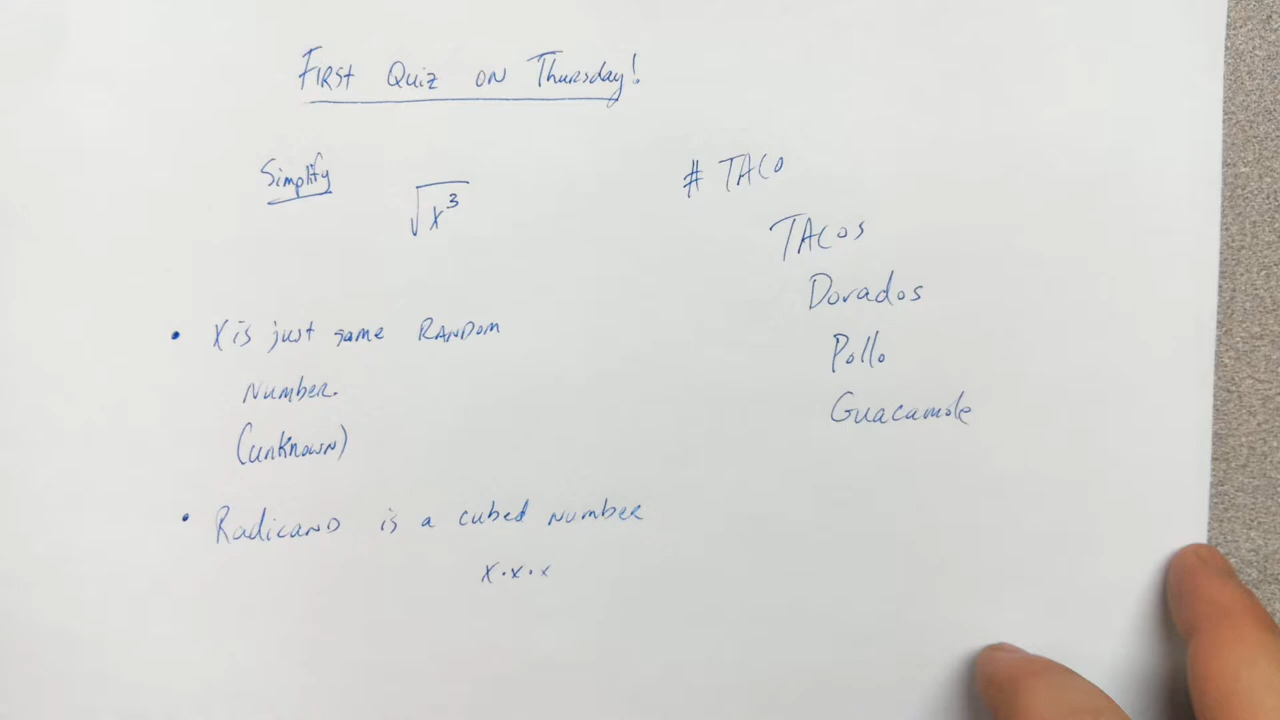 First Quiz on Thursday!
Simplify
√x³
# TACO
TACOS
Dorados
Pollo
Guacamole
• X is just some RANDOM
Number.
(unknown)
• Radicand is a cubed number
x·x·x